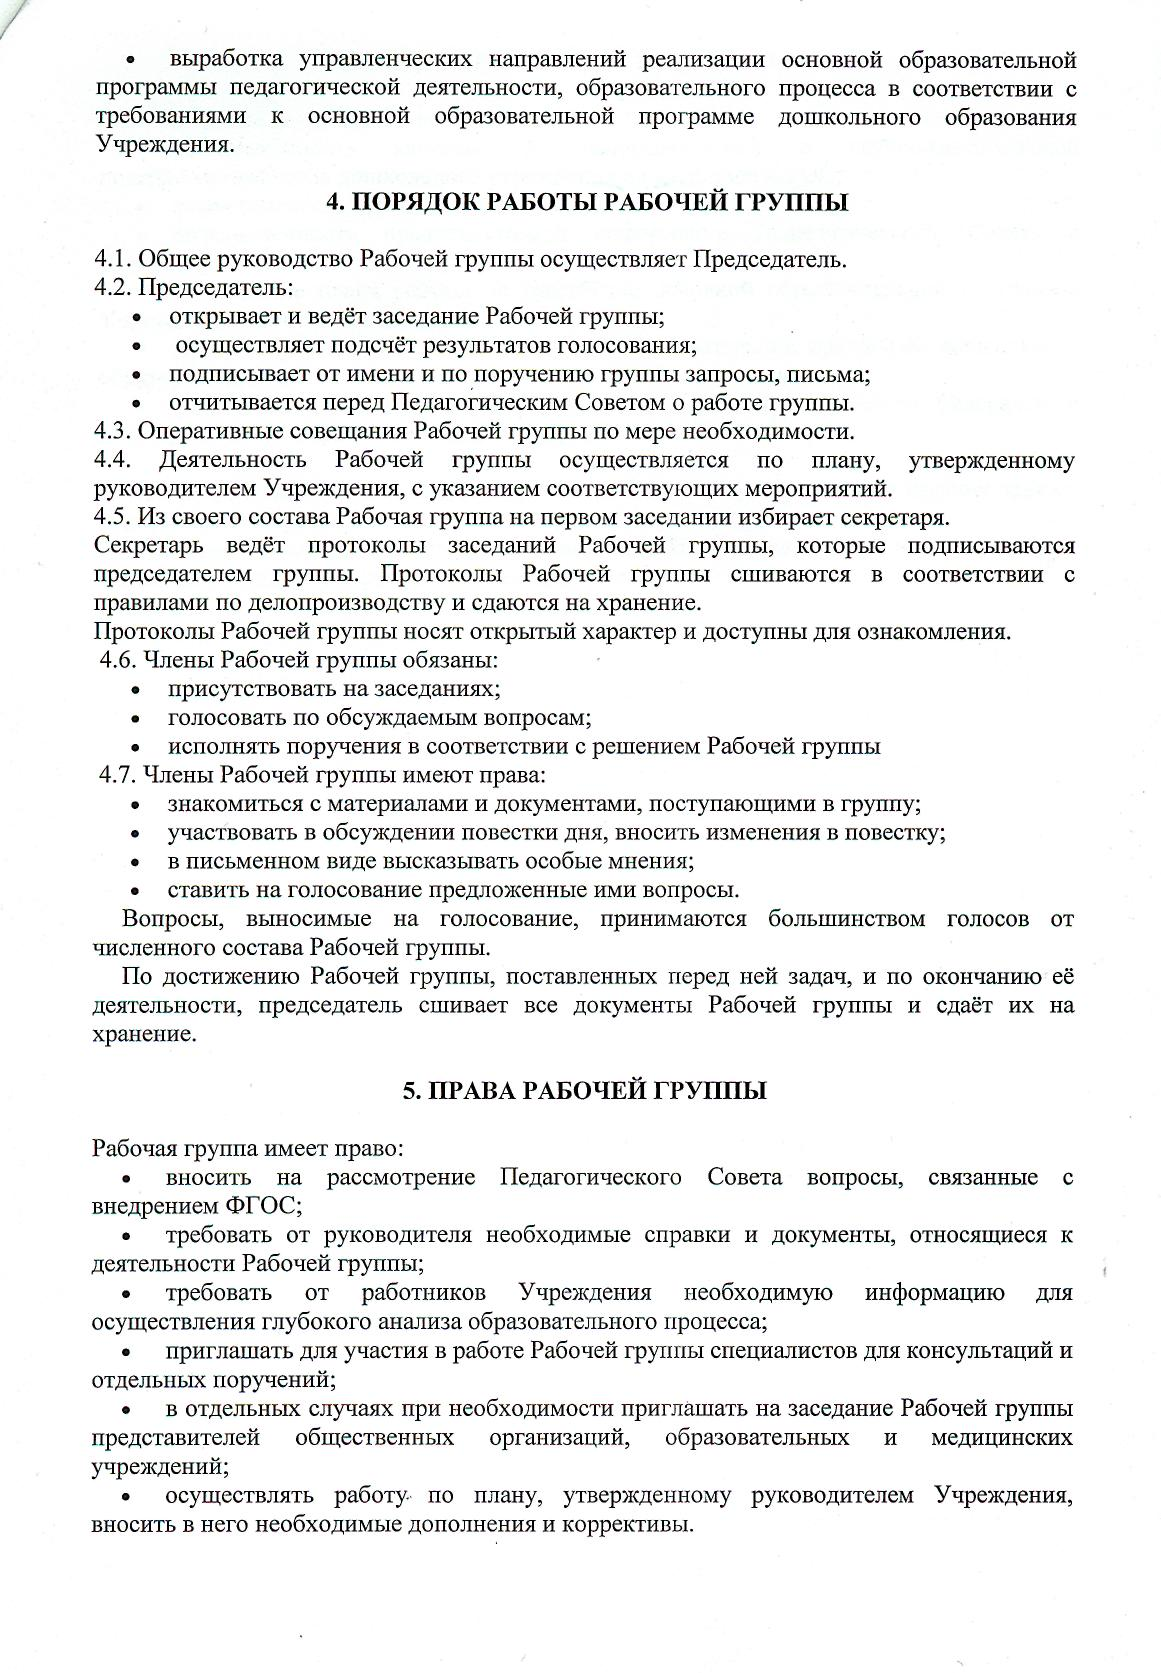 • выработка управленческих направлений реализации основной образовательной
программы педагогической деятельности, образовательного процесса в соответствии с
требованиями к основной образовательной программе дошкольного образования
Учреждения.
4. ПОРЯДОК РАБОТЫ РАБОЧЕЙ ГРУППЫ
4.1. Общее руководство Рабочей группы осуществляет Председатель.
4.2. Председатель:
• открывает и ведёт заседание Рабочей группы;
• осуществляет подсчёт результатов голосования;
• подписывает от имени и по поручению группы запросы, письма;
• отчитывается перед Педагогическим Советом о работе группы.
4.3. Оперативные совещания Рабочей группы по мере необходимости.
4.4. Деятельность Рабочей группы осуществляется по плану, утвержденному
руководителем Учреждения, с указанием соответствующих мероприятий.
4.5. Из своего состава Рабочая группа на первом заседании избирает секретаря.
Секретарь ведёт протоколы заседаний Рабочей группы, которые подписываются
председателем группы. Протоколы Рабочей группы сшиваются в соответствии с
правилами по делопроизводству и сдаются на хранение.
Протоколы Рабочей группы носят открытый характер и доступны для ознакомления.
4.6. Члены Рабочей группы обязаны:
• присутствовать на заседаниях;
• голосовать по обсуждаемым вопросам;
• исполнять поручения в соответствии с решением Рабочей группы
4.7. Члены Рабочей группы имеют права:
• знакомиться с материалами и документами, поступающими в группу;
• участвовать в обсуждении повестки дня, вносить изменения в повестку;
• в письменном виде высказывать особые мнения;
• ставить на голосование предложенные ими вопросы.
Вопросы, выносимые на голосование, принимаются большинством голосов от
численного состава Рабочей группы.
По достижению Рабочей группы, поставленных перед ней задач, и по окончанию её
деятельности, председатель сшивает все документы Рабочей группы и сдаёт их на
хранение.
5. ПРАВА РАБОЧЕЙ ГРУППЫ
Рабочая группа имеет право:
• вносить на рассмотрение Педагогического Совета вопросы, связанные с
внедрением ФГОС;
• требовать от руководителя необходимые справки и документы, относящиеся к
деятельности Рабочей группы;
• требовать от работников Учреждения необходимую информацию для
осуществления глубокого анализа образовательного процесса;
• приглашать для участия в работе Рабочей группы специалистов для консультаций и
отдельных поручений;
• в отдельных случаях при необходимости приглашать на заседание Рабочей группы
представителей общественных организаций, образовательных и медицинских
учреждений;
• осуществлять работу по плану, утвержденному руководителем Учреждения,
вносить в него необходимые дополнения и коррективы.